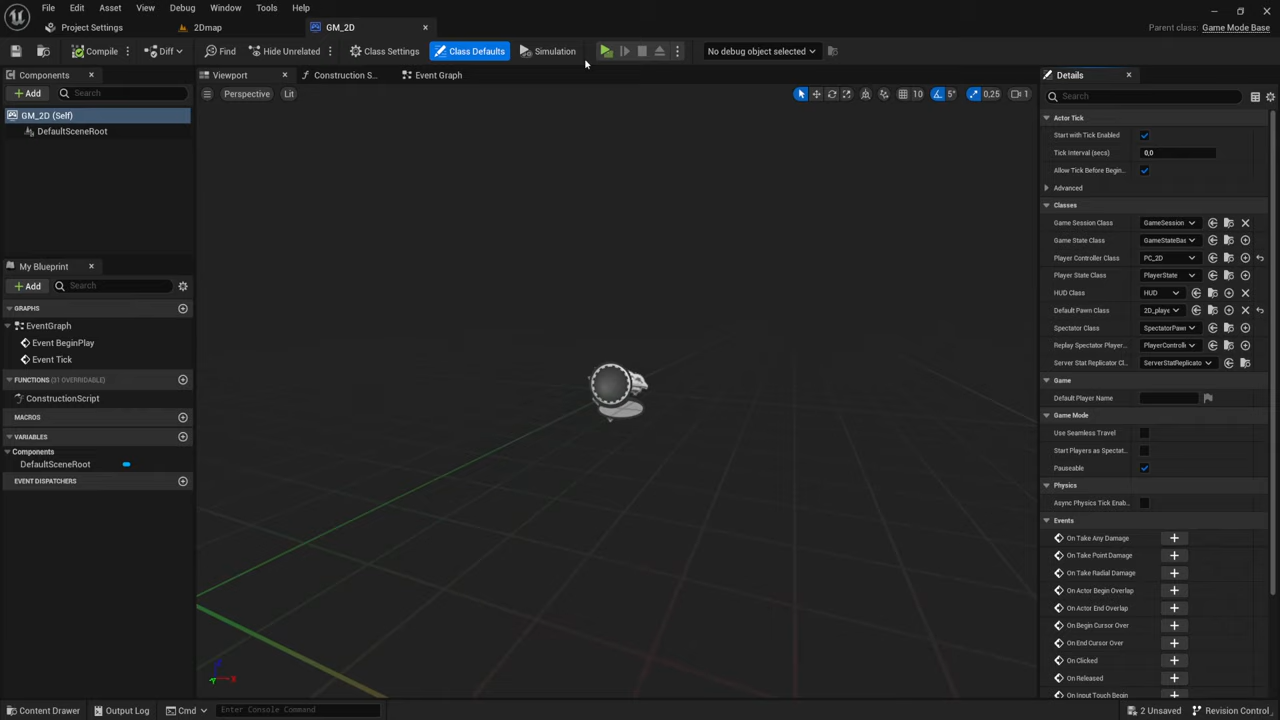 File Edit Asset View Debug Window Tools Help
Project Settings 2Dmap GM_2D
Parent class: Game Mode Base
Compile Diff Find Hide Unrelated Class Settings Class Defaults Simulation No debug object selected
Components
Add Search
GM_2D (Self)
DefaultSceneRoot
My Blueprint
Add Search
GRAPHS
EventGraph
Event BeginPlay
Event Tick
FUNCTIONS (31 OVERRIDABLE)
ConstructionScript
MACROS
VARIABLES
Components
DefaultSceneRoot
EVENT DISPATCHERS
Viewport Construction S... Event Graph
Perspective Lit 10 5° 0,25 1
Details
Search
Actor Tick
Start with Tick Enabled
Tick Interval (secs) 0,0
Allow Tick Before Begin...
Advanced
Classes
Game Session Class GameSession
Game State Class GameStateBas
Player Controller Class PC_2D
Player State Class PlayerState
HUD Class HUD
Default Pawn Class 2D_playe
Spectator Class SpectatorPawn
Replay Spectator Player... PlayerControlle
Server Stat Replicator Cl... ServerStatReplicato
Game
Default Player Name
Game Mode
Use Seamless Travel
Start Players as Spectat...
Pauseable
Physics
Async Physics Tick Enab...
Events
On Take Any Damage
On Take Point Damage
On Take Radial Damage
On Actor Begin Overlap
On Actor End Overlap
On Begin Cursor Over
On End Cursor Over
On Clicked
On Released
On Input Touch Begin
Content Drawer Output Log Cmd Enter Console Command 2 Unsaved Revision Control